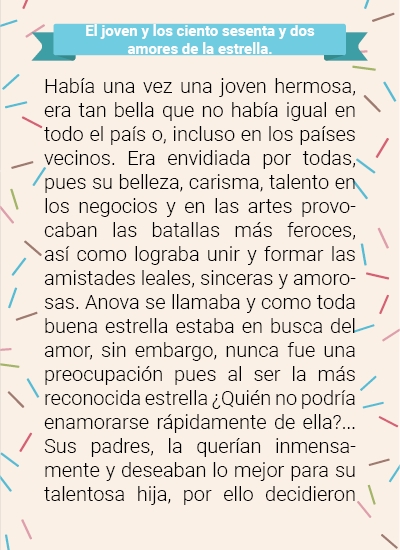 El joven y los ciento sesenta y dos
amores de la estrella.
Había una vez una joven hermosa,
era tan bella que no había igual en
todo el país o, incluso en los países
vecinos. Era envidiada por todas,
pues su belleza, carisma, talento en
los negocios y en las artes provo-
caban las batallas más feroces,
así como lograba unir y formar las
amistades leales, sinceras y amoro-
sas. Anova se llamaba y como toda
buena estrella estaba en busca del
amor, sin embargo, nunca fue una
preocupación pues al ser la más
reconocida estrella ¿Quién no podría
enamorarse rápidamente de ella?...
Sus padres, la querían inmensa-
mente y deseaban lo mejor para su
talentosa hija, por ello decidieron